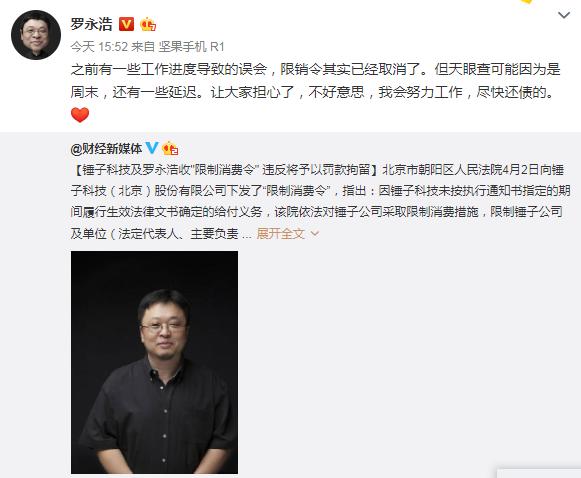 罗永浩
今天 15:52 来自 坚果手机 R1
之前有一些工作进度导致的误会，限销令其实已经取消了。但天眼查可能因为是
周末，还有一些延迟。让大家担心了，不好意思，我会努力工作，尽快还债的。
@财经新媒体
【锤子科技及罗永浩收"限制消费令" 违反将予以罚款拘留】北京市朝阳区人民法院4月2日向锤
子科技（北京）股份有限公司下发了“限制消费令”，指出：因锤子科技未按执行通知书指定的期
间履行生效法律文书确定的给付义务，该院依法对锤子公司采取限制消费措施，限制锤子公司
及单位（法定代表人、主要负责 ... 展开全文